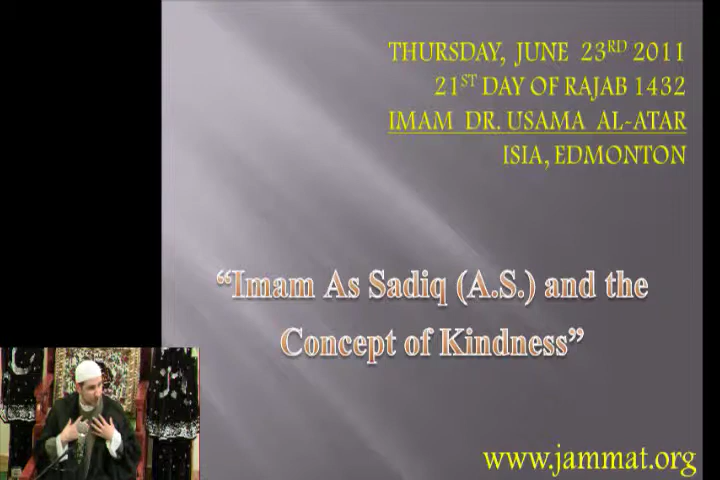 THURSDAY, JUNE 23RD 2011
21ST DAY OF RAJAB 1432
IMAM DR. USAMA AL-ATAR
ISIA, EDMONTON
“Imam As Sadiq (A.S.) and the
Concept of Kindness”
www.jammat.org